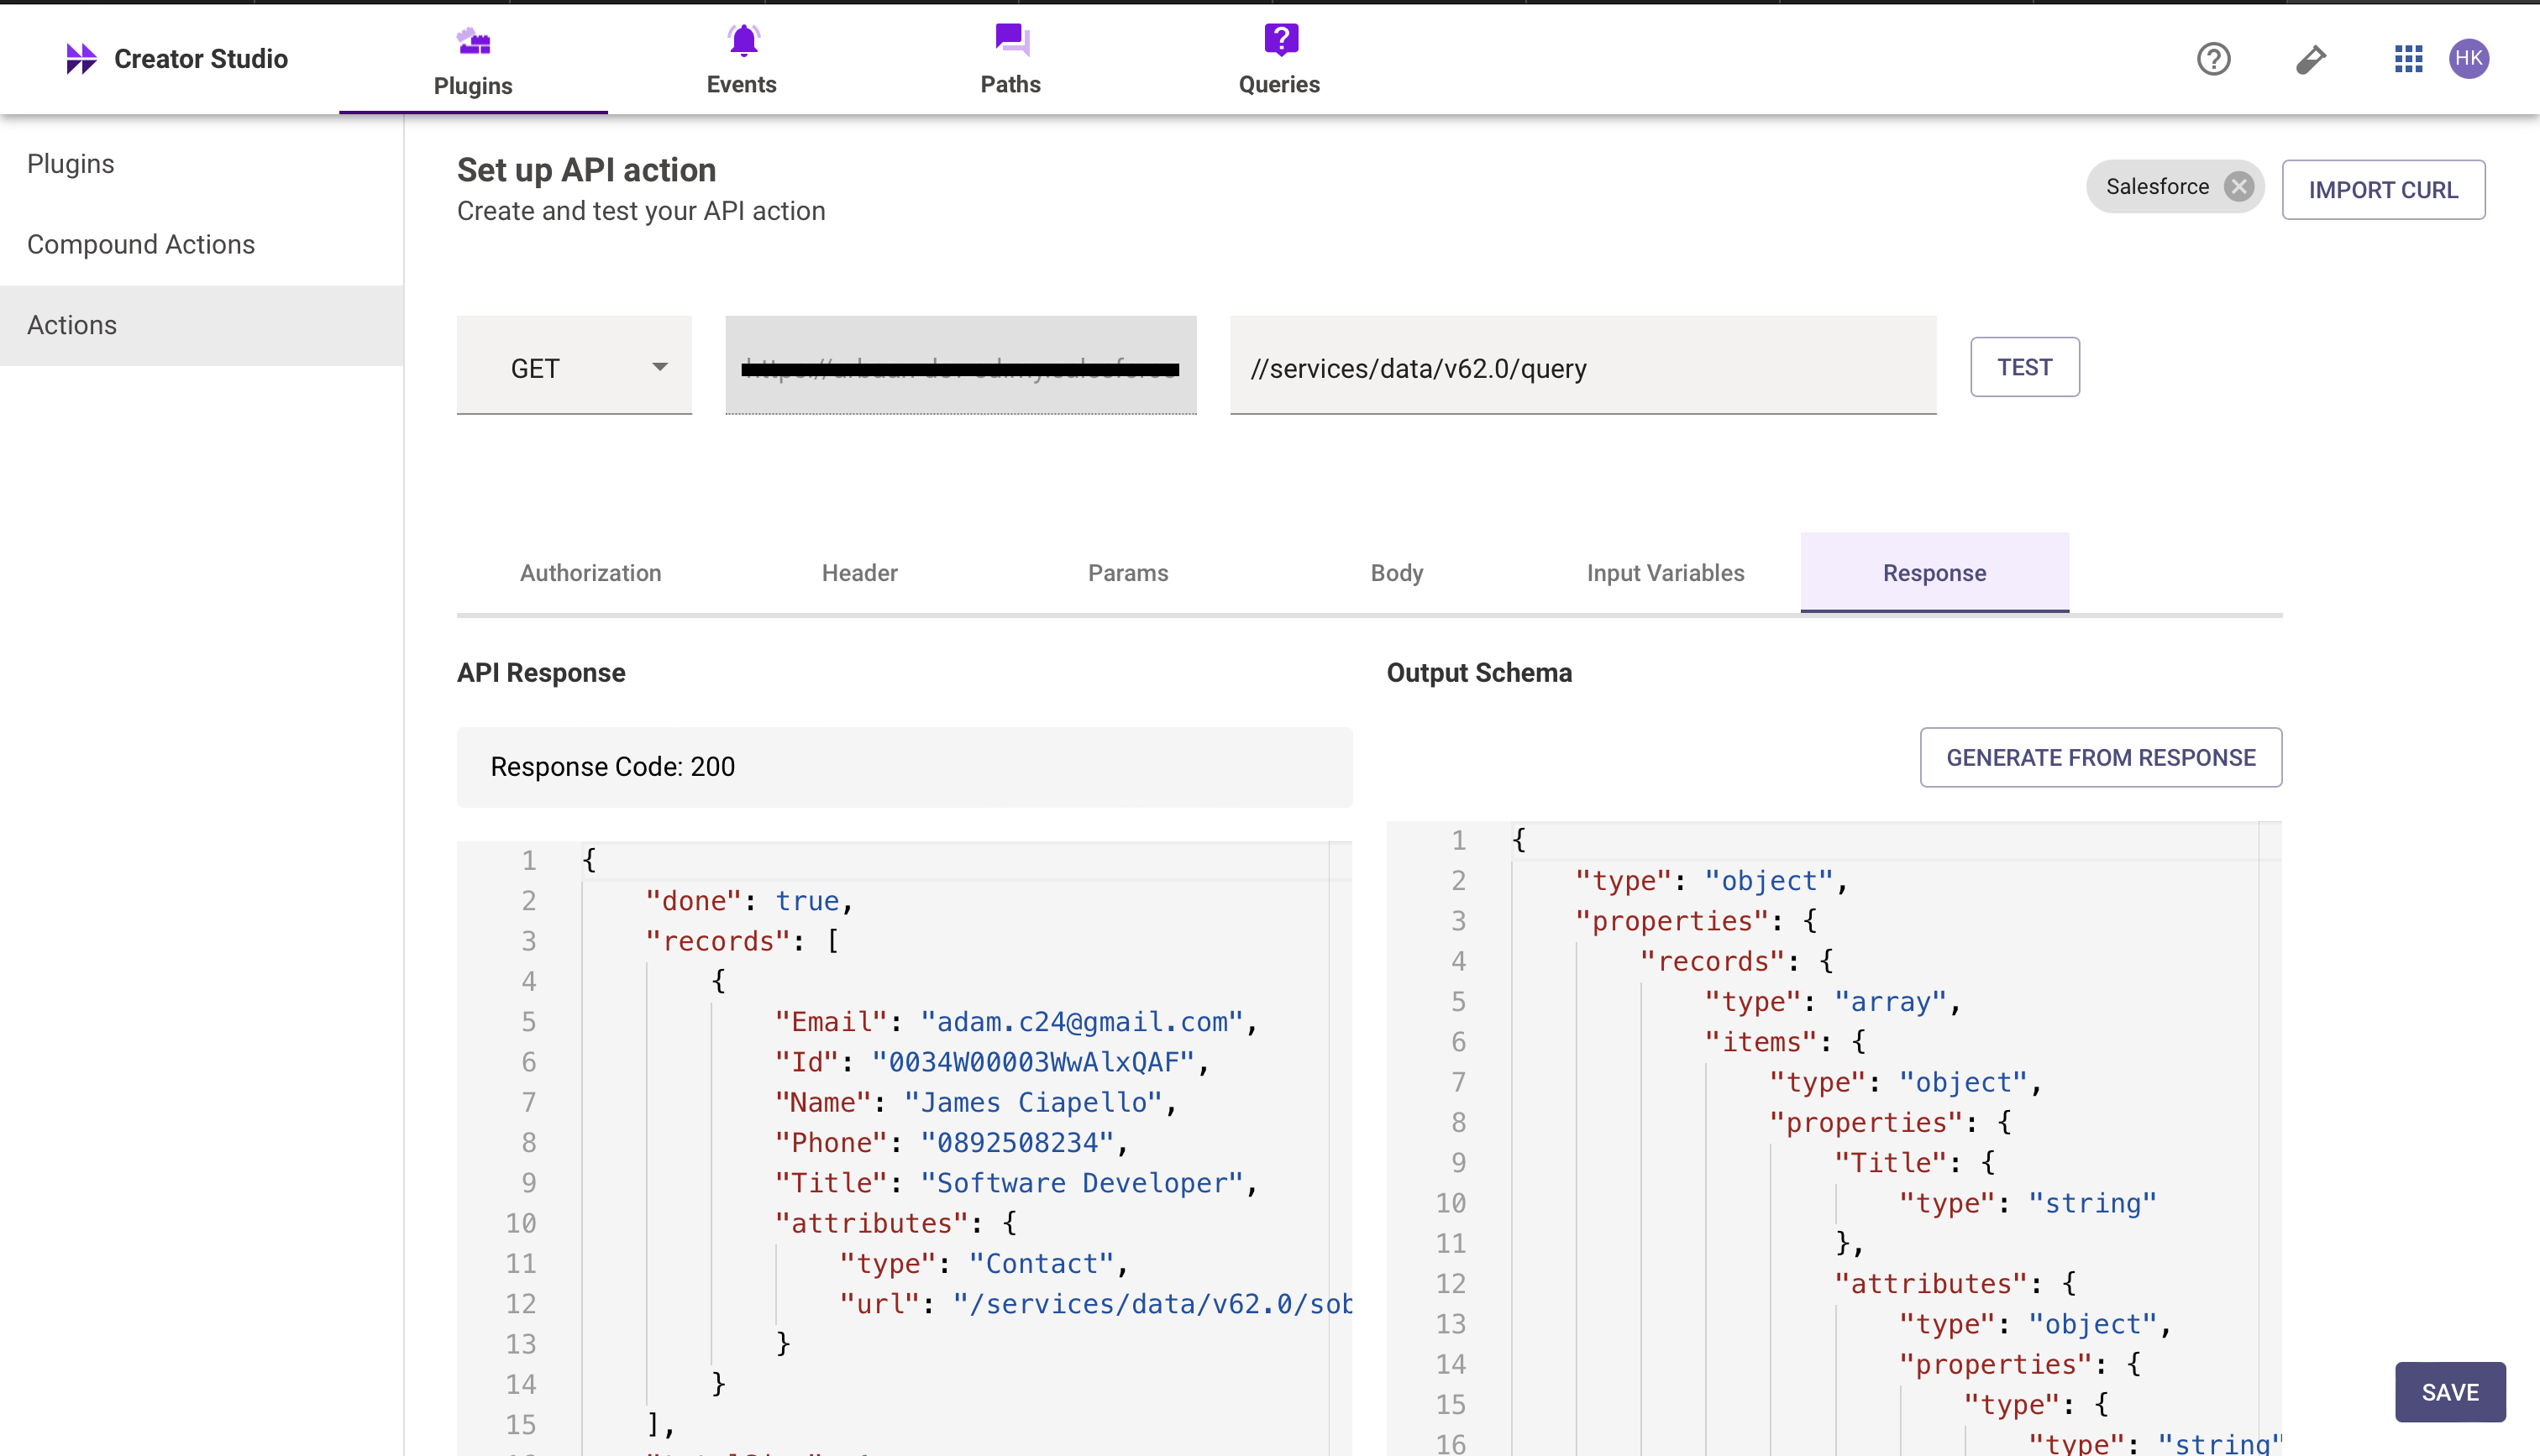 Creator Studio
Plugins
Events
Paths
Queries
HK
Plugins
Compound Actions
Actions
Set up API action
Create and test your API action
Salesforce
IMPORT CURL
GET
//services/data/v62.0/query
TEST
Authorization
Header
Params
Body
Input Variables
Response
API Response
Response Code: 200
1 {
2 "done": true,
3 "records": [
4 {
5 "Email": "adam.c24@gmail.com",
6 "Id": "0034W00003WwAlxQAF",
7 "Name": "James Ciapello",
8 "Phone": "0892508234",
9 "Title": "Software Developer",
10 "attributes": {
11 "type": "Contact",
12 "url": "/services/data/v62.0/sob
13 }
14 }
15 ],
Output Schema
GENERATE FROM RESPONSE
1 {
2 "type": "object",
3 "properties": {
4 "records": {
5 "type": "array",
6 "items": {
7 "type": "object",
8 "properties": {
9 "Title": {
10 "type": "string"
11 },
12 "attributes": {
13 "type": "object",
14 "properties": {
15 "type": {
16 "type": "string"
SAVE